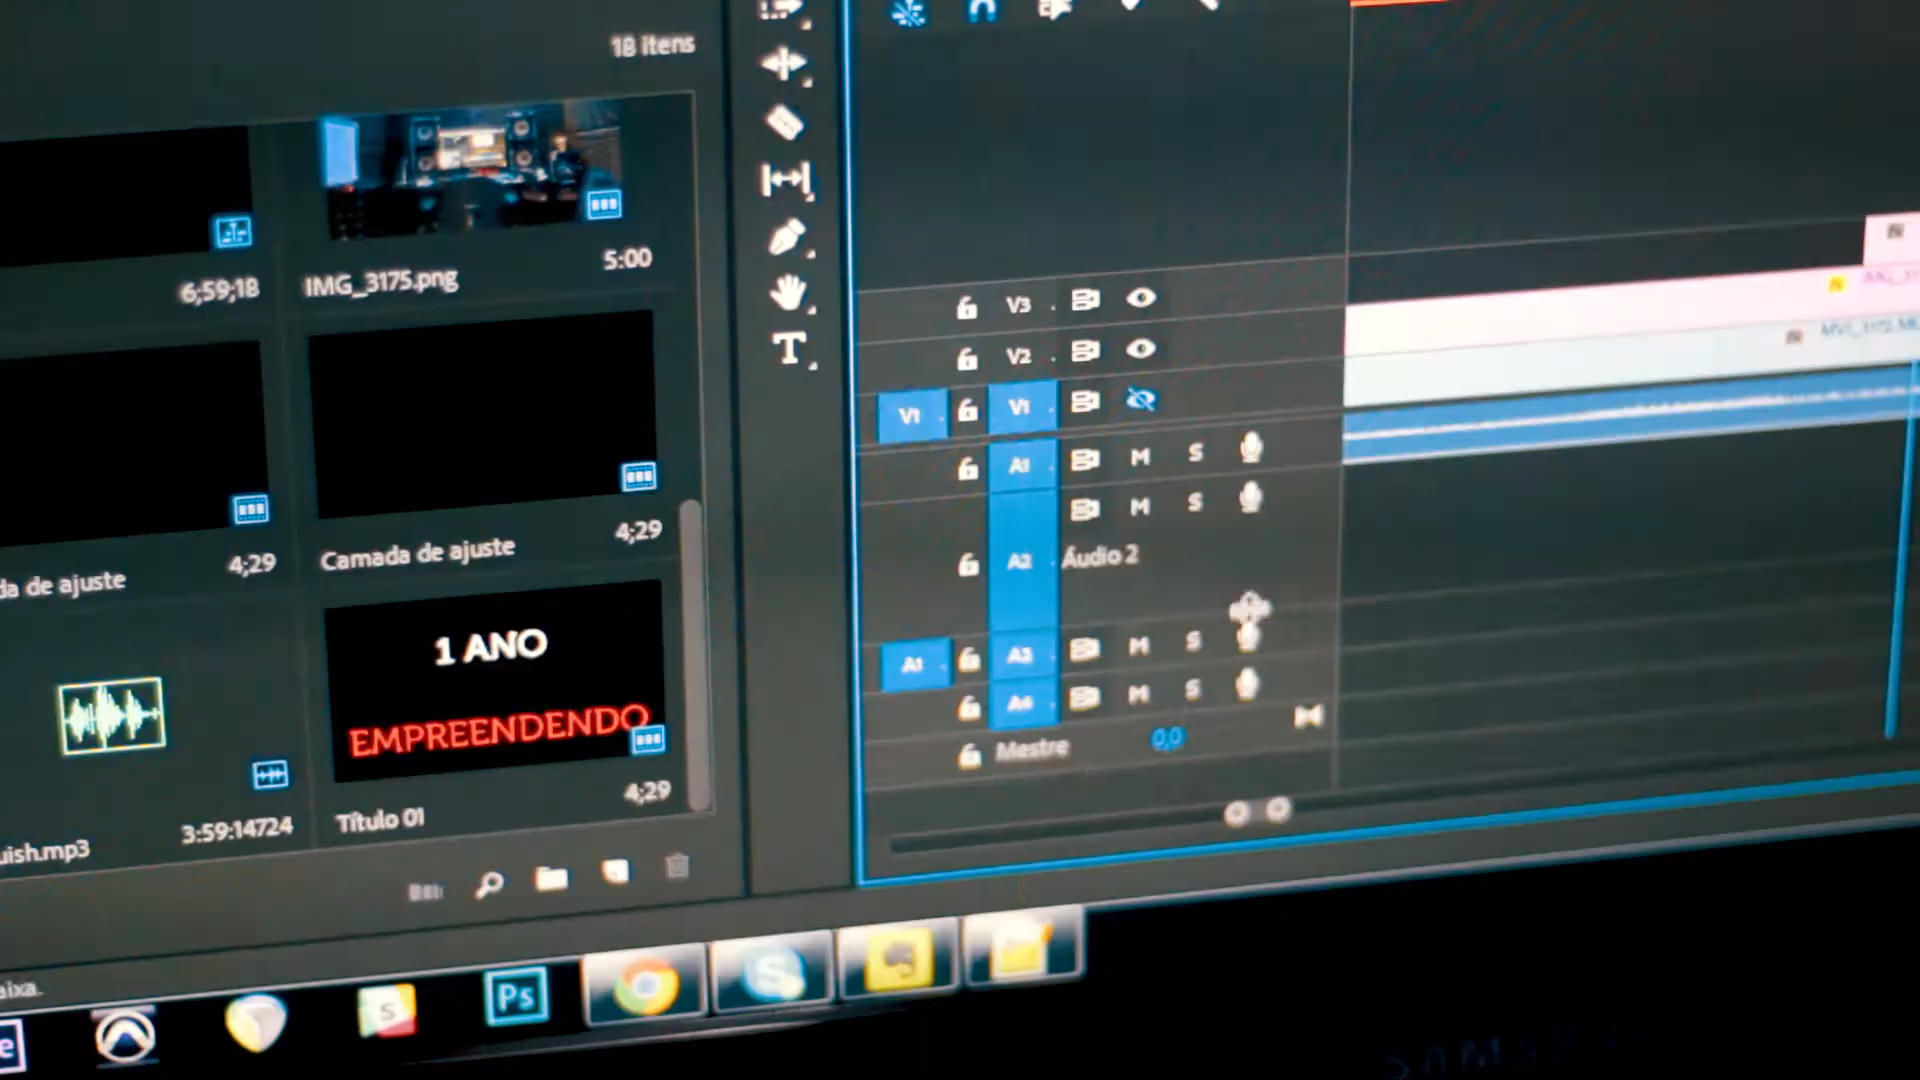 18 itens
6;59;18
IMG_3175.png
5:00
da de ajuste
4;29
Camada de ajuste
4;29
1 ANO
EMPREENDENDO
uish.mp3
3:59:14724
Título 01
4;29
aixa.
T
V3
V2
V1
V1
A1
M
S
M
S
A2
Áudio 2
A1
A3
M
S
A4
M
S
Mestre
0,0
S
Ps
S
e